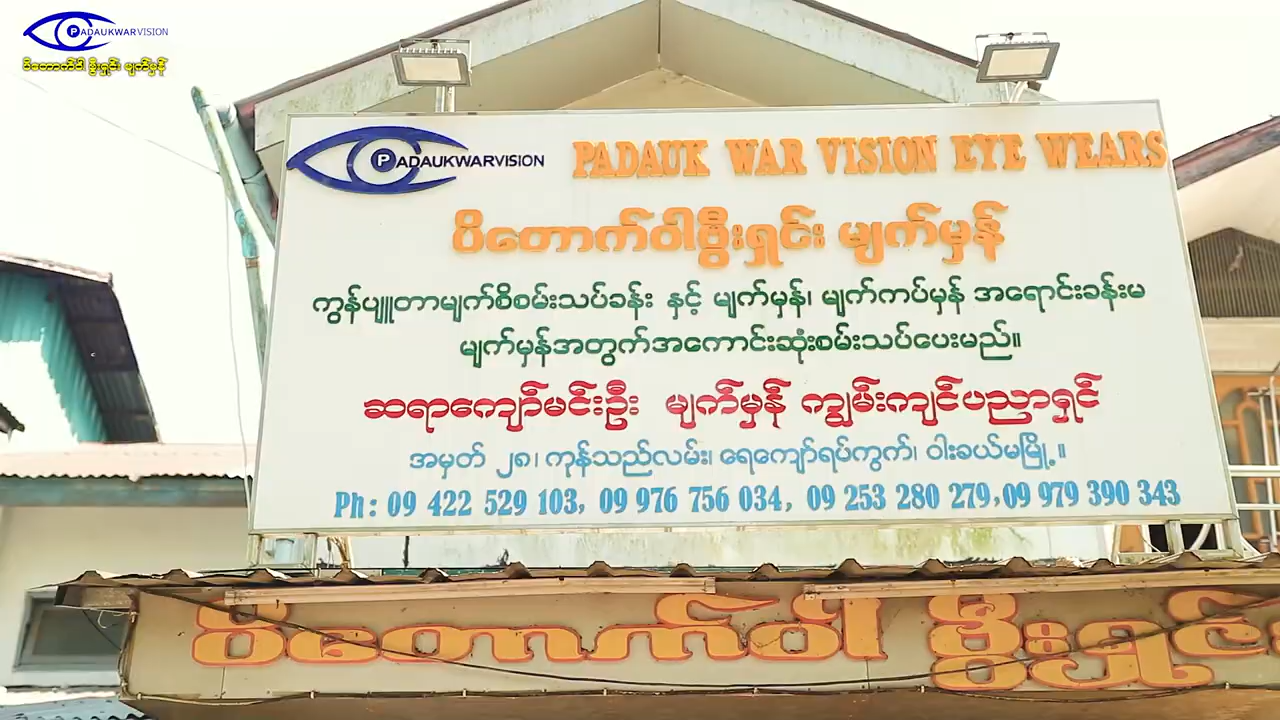 PADAUKWARVISION
ပိတောက်ဝါ ဗွီးရှင်း မျက်မှန်
PADAUKWARVISION
PADAUK WAR VISION EYE WEARS
ပိတောက်ဝါဗွီးရှင်း မျက်မှန်
ကွန်ပျူတာမျက်စိစမ်းသပ်ခန်း နှင့် မျက်မှန်၊ မျက်ကပ်မှန် အရောင်းခန်းမ
မျက်မှန်အတွက်အကောင်းဆုံးစမ်းသပ်ပေးမည်။
ဆရာကျော်မင်းဦး မျက်မှန် ကျွမ်းကျင်ပညာရှင်
အမှတ် ၂၈၊ ကုန်သည်လမ်း၊ ရေကျော်ရပ်ကွက်၊ ဝါးခယ်မမြို့။
Ph: 09 422 529 103, 09 976 756 034, 09 253 280 279,09 979 390 343
ပိတောက်ဝါ ဗွီးရှင်း